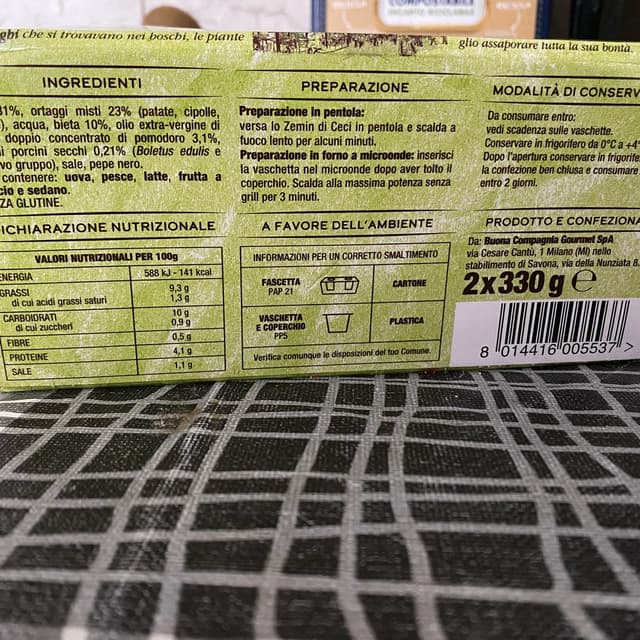 ghi che si trovavano nei boschi, le piante
glio assaporare tutta la sua bontà.
INGREDIENTI
31%, ortaggi misti 23% (patate, cipolle,
), acqua, bieta 10%, olio extra-vergine di
doppio concentrato di pomodoro 3,1%,
i porcini secchi 0,21% (Boletus edulis e
vo gruppo), sale, pepe nero.
contenere: uova, pesce, latte, frutta a
cio e sedano.
ZA GLUTINE.
DICHIARAZIONE NUTRIZIONALE
VALORI NUTRIZIONALI PER 100g
ENERGIA 588 kJ - 141 kcal
GRASSI 9,3 g
di cui acidi grassi saturi 1,3 g
CARBOIDRATI 10 g
di cui zuccheri 0,9 g
FIBRE 0,5 g
PROTEINE 4,1 g
SALE 1,1 g
PREPARAZIONE
Preparazione in pentola:
versa lo Zemin di Ceci in pentola e scalda a
fuoco lento per alcuni minuti.
Preparazione in forno a microonde: inserisci
la vaschetta nel microonde dopo aver tolto il
coperchio. Scalda alla massima potenza senza
grill per 3 minuti.
A FAVORE DELL'AMBIENTE
INFORMAZIONI PER UN CORRETTO SMALTIMENTO
FASCETTA
PAP 21
CARTONE
VASCHETTA
E COPERCHIO
PP5
PLASTICA
Verifica comunque le disposizioni del tuo Comune.
MODALITÀ DI CONSERV
Da consumare entro:
vedi scadenza sulle vaschette.
Conservare in frigorifero da 0°C a +4°
Dopo l'apertura conservare in frigorife
la confezione ben chiusa e consumare
entro 2 giorni.
PRODOTTO E CONFEZIONA
Da: Buona Compagnia Gourmet SpA
via Cesare Cantù, 1 Milano (MI) nello
stabilimento di Savona, via della Nunziata 8.
2x330 g e
8 014416 005537 >